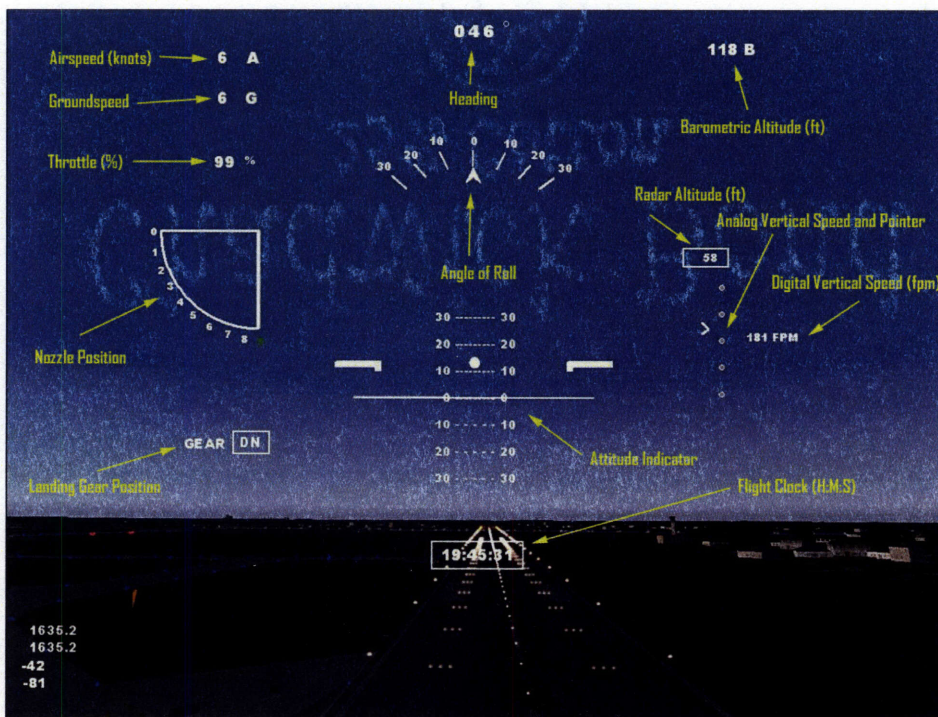 046°
Airspeed (knots) 6 A
118 B
Groundspeed 6 G
Heading
Barometric Altitude (ft)
Throttle (%) 99 %
30 20 10 0 10 20 30
Radar Altitude (ft)
Analog Vertical Speed and Pointer
58
Angle of Roll
Digital Vertical Speed (fpm)
181 FPM
0
1
2
3
4
5
6
7
8
Nozzle Position
30 30
20 20
10 10
0 0
10 10
20 20
30 30
GEAR DN
Attitude Indicator
Landing Gear Position
Flight Clock (H:M:S)
19:45:31
1635.2
1635.2
-42
-81